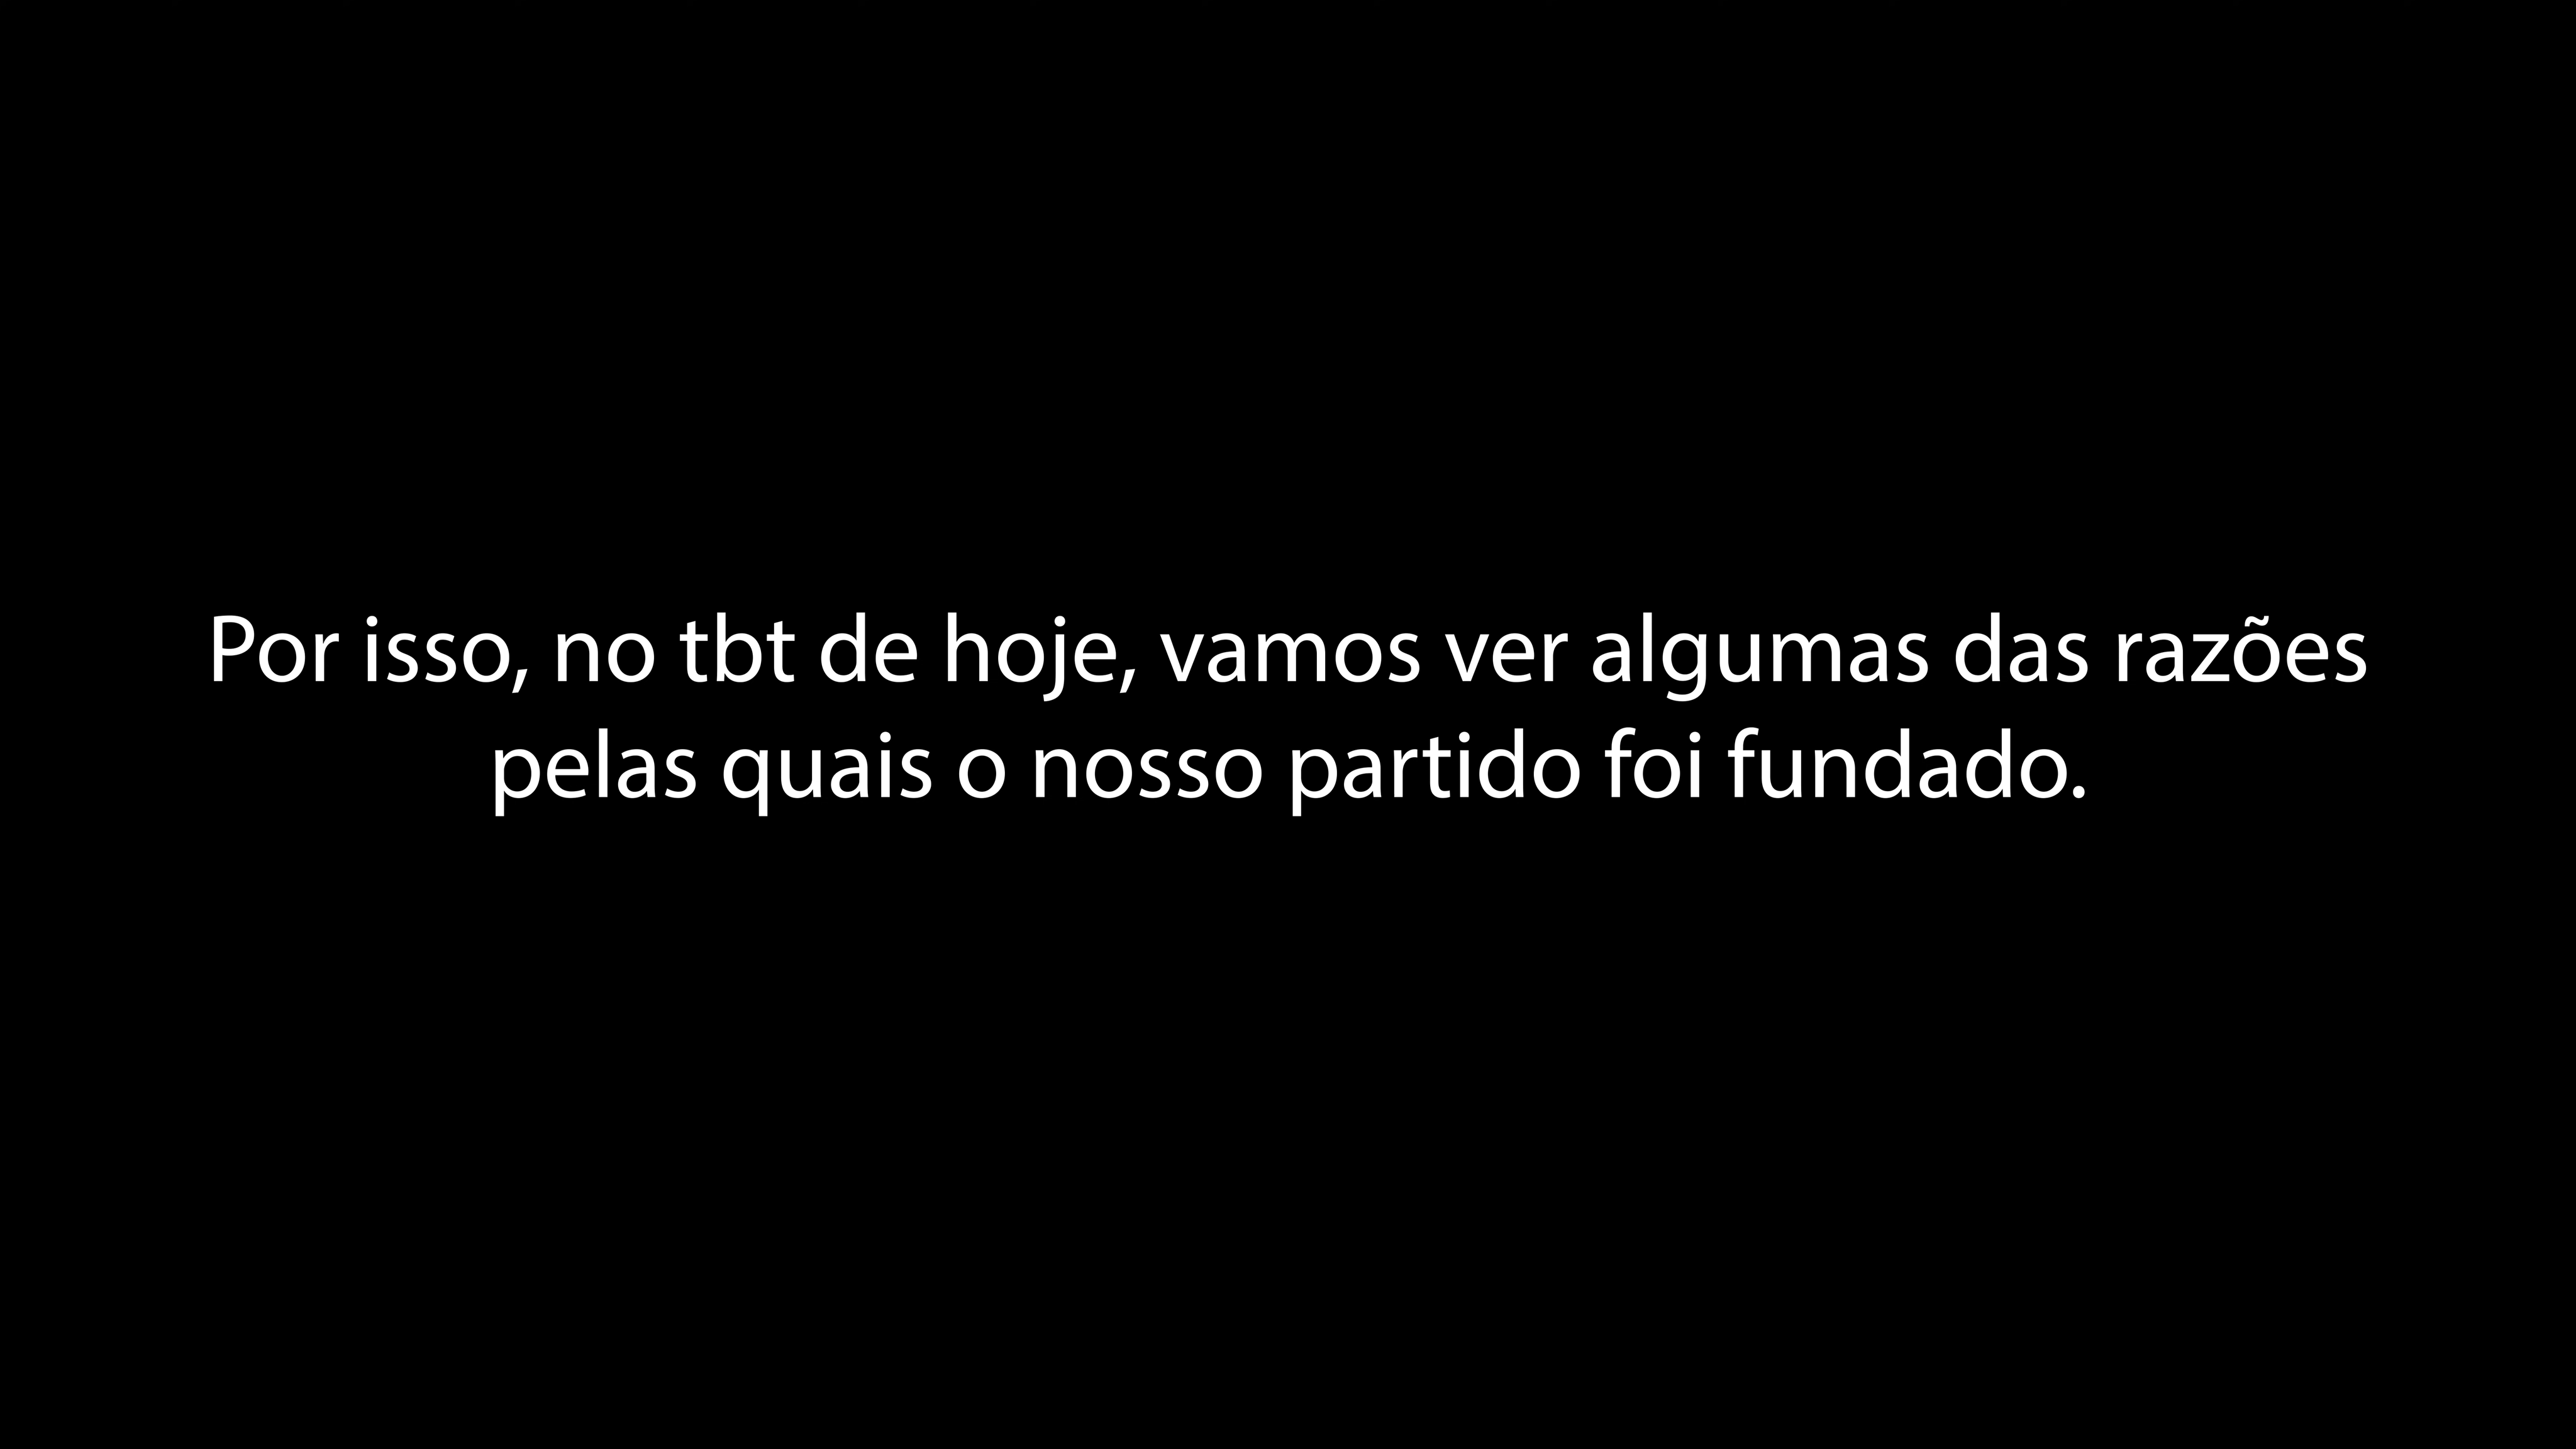 Por isso, no tbt de hoje, vamos ver algumas das razões
pelas quais o nosso partido foi fundado.